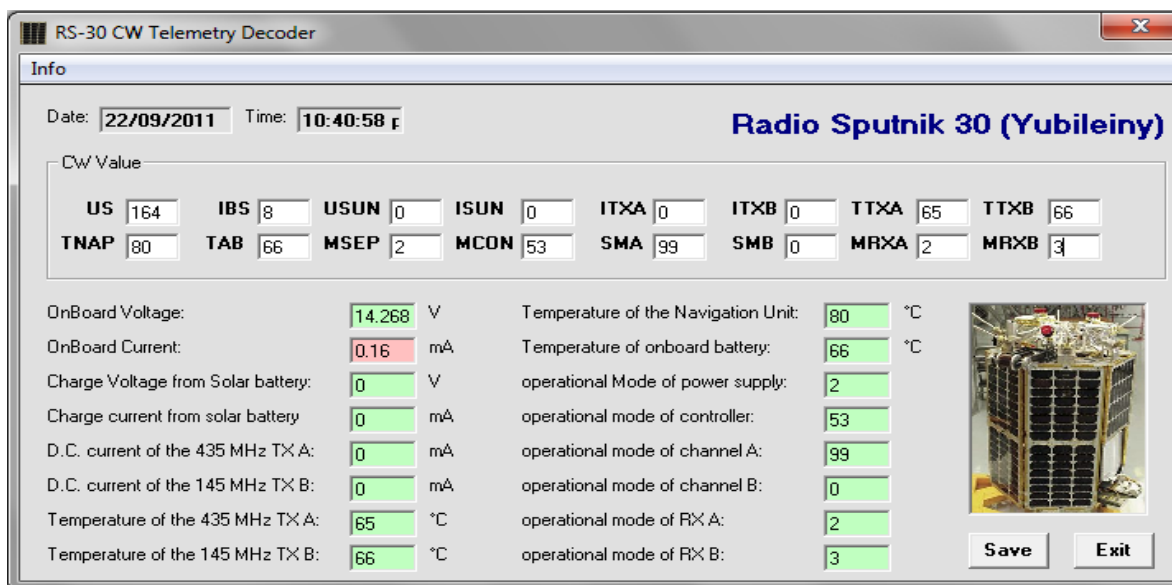 RS-30 CW Telemetry Decoder
Info
Date: 22/09/2011 Time: 10:40:58
Radio Sputnik 30 (Yubileiny)
CW Value
US 164 IBS 8 USUN 0 ISUN 0 ITXA 0 ITXB 0 TTXA 65 TTXB 66
TNAP 80 TAB 66 MSEP 2 MCON 53 SMA 99 SMB 0 MRXA 2 MRXB 3
OnBoard Voltage: 14.268 V Temperature of the Navigation Unit: 80 °C
OnBoard Current: 0.16 mA Temperature of onboard battery: 66 °C
Charge Voltage from Solar battery: 0 V operational Mode of power supply: 2
Charge current from solar battery 0 mA operational mode of controller: 53
D.C. current of the 435 MHz TX A: 0 mA operational mode of channel A: 99
D.C. current of the 145 MHz TX B: 0 mA operational mode of channel B: 0
Temperature of the 435 MHz TX A: 65 °C operational mode of RX A: 2
Temperature of the 145 MHz TX B: 66 °C operational mode of RX B: 3
Save Exit